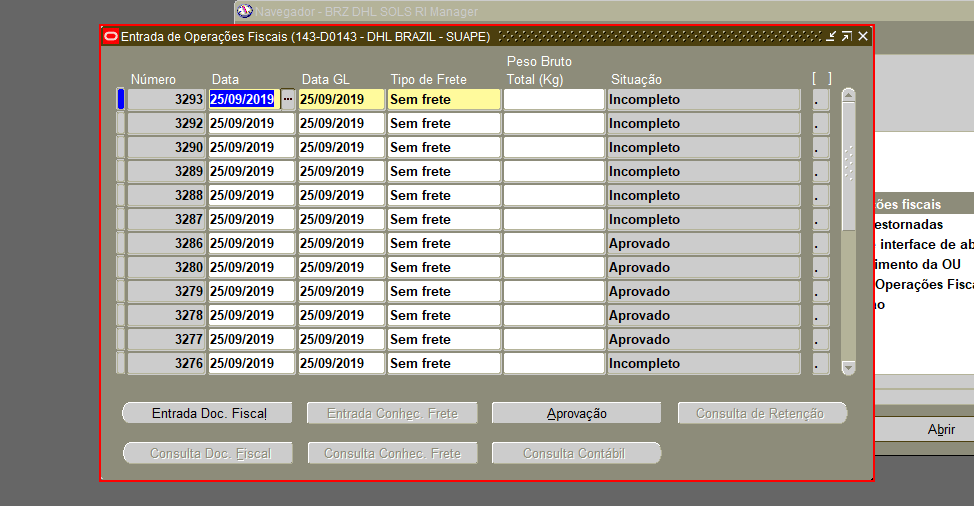 Navegador - BRZ DHL SOLS RI Manager
Entrada de Operações Fiscais (143-D0143 - DHL BRAZIL - SUAPE)
Peso Bruto
Número Data Data GL Tipo de Frete Total (Kg) Situação [ ]
3293 25/09/2019 ... 25/09/2019 Sem frete Incompleto .
3292 25/09/2019 25/09/2019 Sem frete Incompleto .
3290 25/09/2019 25/09/2019 Sem frete Incompleto .
3289 25/09/2019 25/09/2019 Sem frete Incompleto .
3288 25/09/2019 25/09/2019 Sem frete Incompleto .
3287 25/09/2019 25/09/2019 Sem frete Incompleto .
3286 25/09/2019 25/09/2019 Sem frete Aprovado .
3280 25/09/2019 25/09/2019 Sem frete Aprovado .
3279 25/09/2019 25/09/2019 Sem frete Aprovado .
3278 25/09/2019 25/09/2019 Sem frete Aprovado .
3277 25/09/2019 25/09/2019 Sem frete Aprovado .
3276 25/09/2019 25/09/2019 Sem frete Incompleto .
Entrada Doc. Fiscal Entrada Conhec. Frete Aprovação Consulta de Retenção
Consulta Doc. Fiscal Consulta Conhec. Frete Consulta Contábil
ões fiscais
estornadas
interface de ab
imento da OU
Operações Fisca
o
Abrir